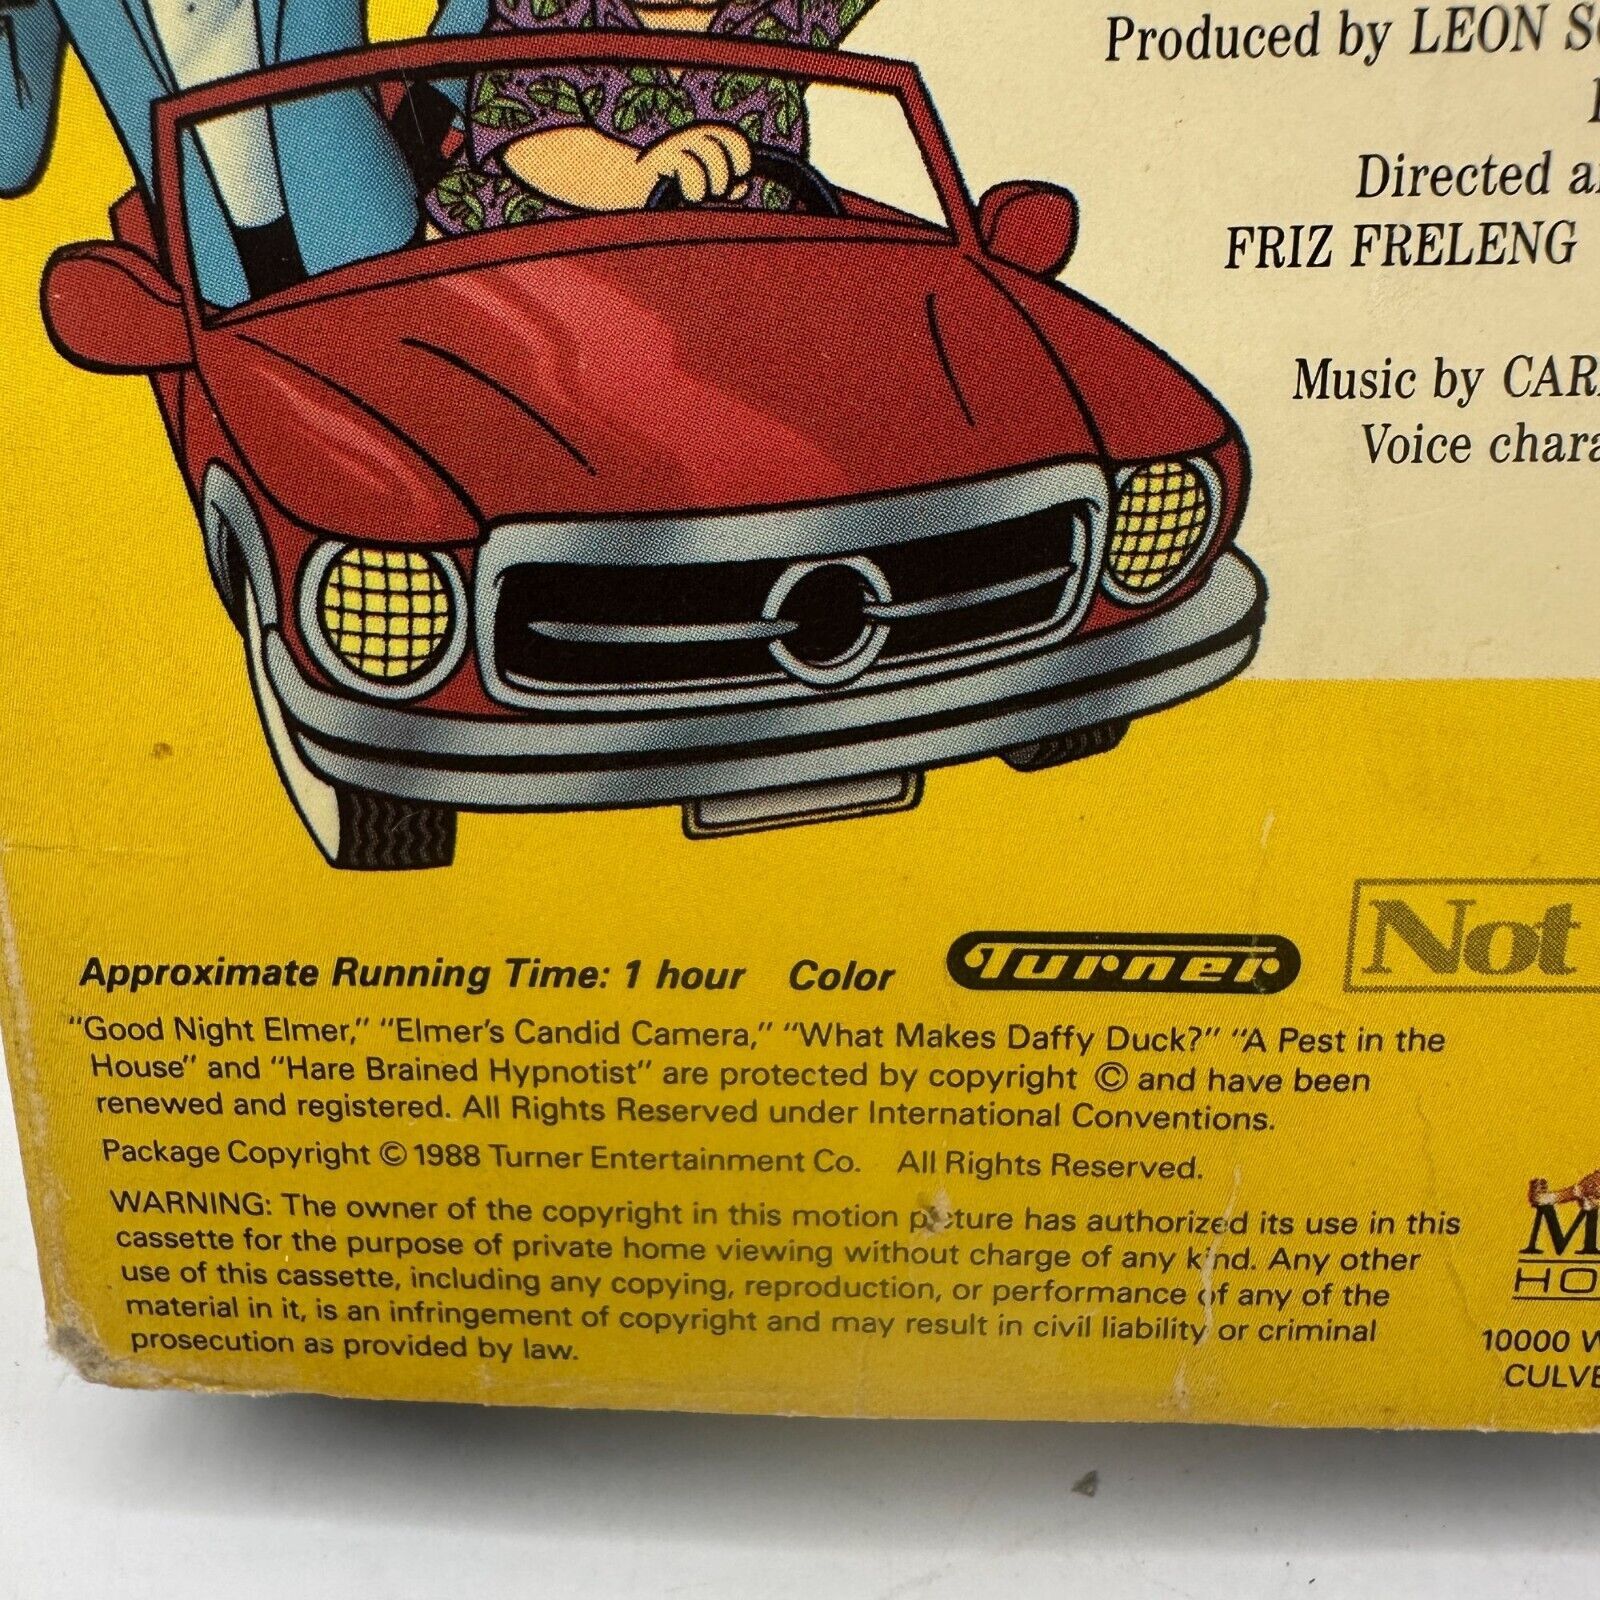 Produced by LEON
Directed
FRIZ FRELENG
Music by
Voice
Approximate Running Time: 1 hour Color Turner Not
"Good Night Elmer," "Elmer's Candid Camera," "What Makes Daffy Duck?" "A Pest in the
House" and "Hare Brained Hypnotist" are protected by copyright © and have been
renewed and registered. All Rights Reserved under International Conventions.
Package Copyright © 1988 Turner Entertainment Co. All Rights Reserved.
WARNING: The owner of the copyright in this motion picture has authorized its use in this
cassette for the purpose of private home viewing without charge of any kind. Any other
use of this cassette, including any copying, reproduction, or performance of any of the
material in it, is an infringement of copyright and may result in civil liability or criminal
prosecution as provided by law.
10000